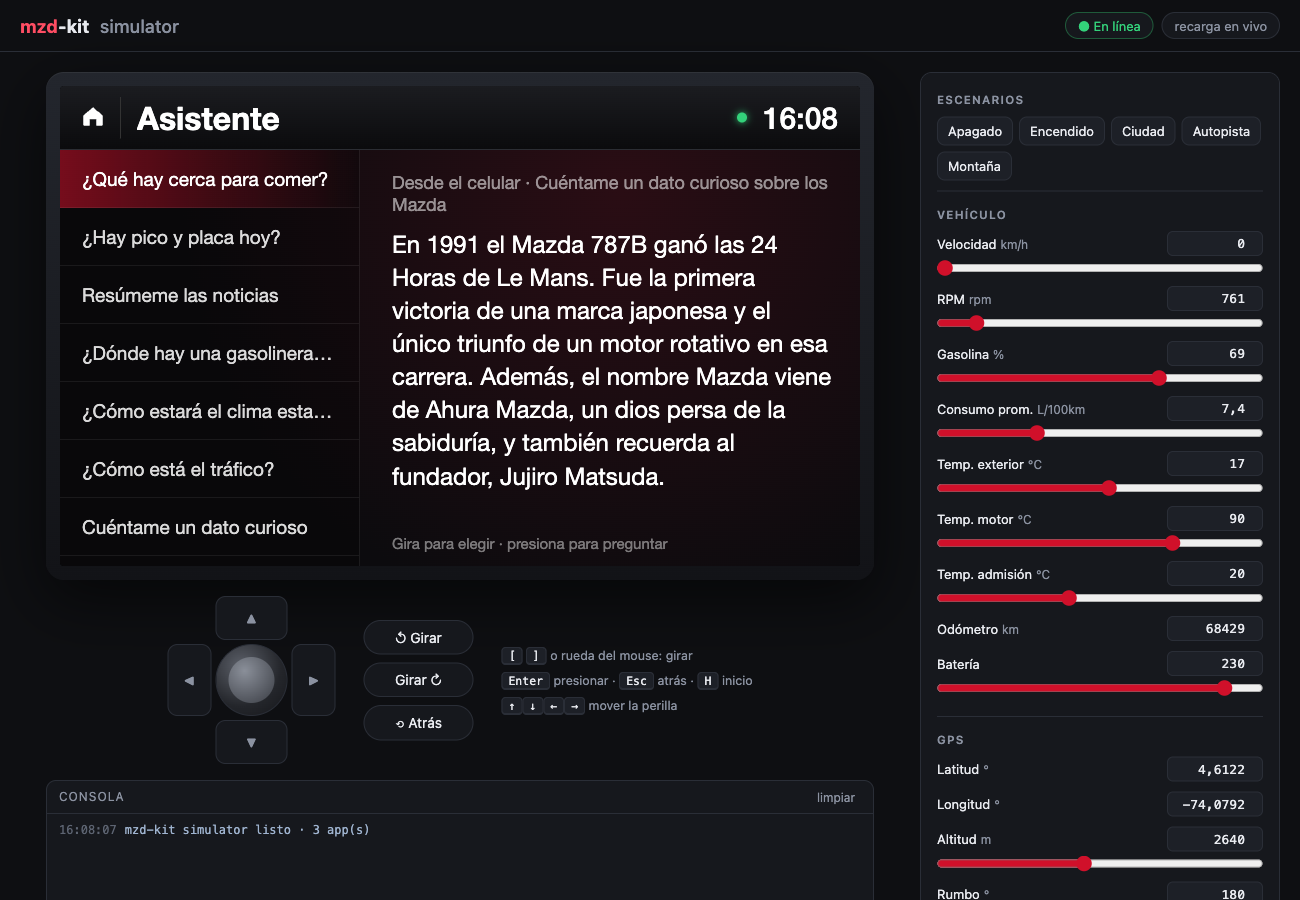 mzd-kit simulator
En línea
recarga en vivo
Asistente
16:08
¿Qué hay cerca para comer?
¿Hay pico y placa hoy?
Resúmeme las noticias
¿Dónde hay una gasolinera...
¿Cómo estará el clima esta...
¿Cómo está el tráfico?
Cuéntame un dato curioso
Desde el celular · Cuéntame un dato curioso sobre los
Mazda
En 1991 el Mazda 787B ganó las 24
Horas de Le Mans. Fue la primera
victoria de una marca japonesa y el
único triunfo de un motor rotativo en esa
carrera. Además, el nombre Mazda viene
de Ahura Mazda, un dios persa de la
sabiduría, y también recuerda al
fundador, Jujiro Matsuda.
Gira para elegir · presiona para preguntar
▲
◀
▶
▼
↺ Girar
Girar ↻
⟲ Atrás
[ ] o rueda del mouse: girar
Enter presionar · Esc atrás · H inicio
↑ ↓ ← → mover la perilla
CONSOLA
limpiar
16:08:07 mzd-kit simulator listo · 3 app(s)
ESCENARIOS
Apagado
Encendido
Ciudad
Autopista
Montaña
VEHÍCULO
Velocidad km/h 0
RPM rpm 761
Gasolina % 69
Consumo prom. L/100km 7,4
Temp. exterior °C 17
Temp. motor °C 90
Temp. admisión °C 20
Odómetro km 68429
Batería 230
GPS
Latitud ° 4,6122
Longitud ° −74,0792
Altitud m 2640
Rumbo ° 180